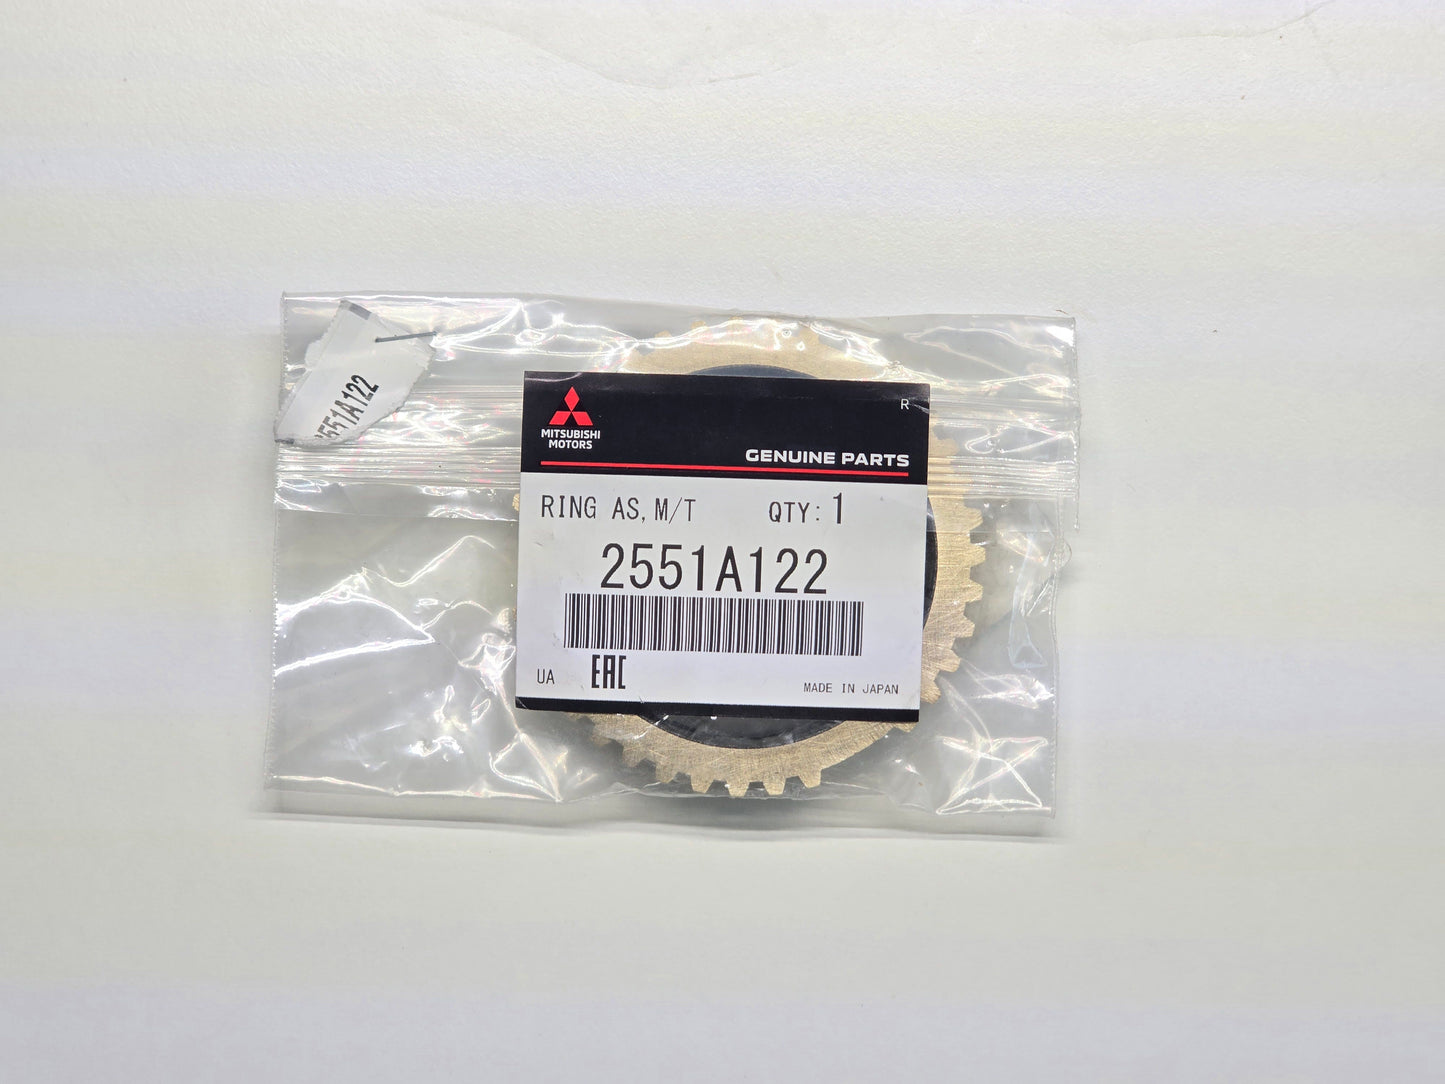 2551A122
MITSUBISHI
MOTORS
R
GENUINE PARTS
RING AS, M/T QTY: 1
2551A122
UA EAC
MADE IN JAPAN